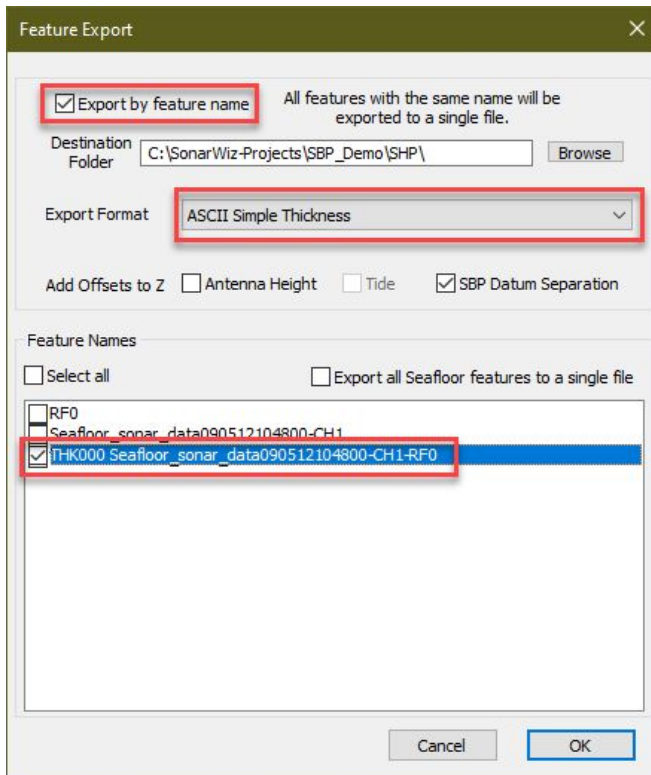 Feature Export
Export by feature name
All features with the same name will be
exported to a single file.
Destination
Folder
C:\SonarWiz-Projects\SBP_Demo\SHP\
Browse
Export Format
ASCII Simple Thickness
Add Offsets to Z
Antenna Height
Tide
SBP Datum Separation
Feature Names
Select all
Export all Seafloor features to a single file
RF0
Seafloor_sonar_data090512104800-CH1
THK000 Seafloor_sonar_data090512104800-CH1-RF0
Cancel
OK